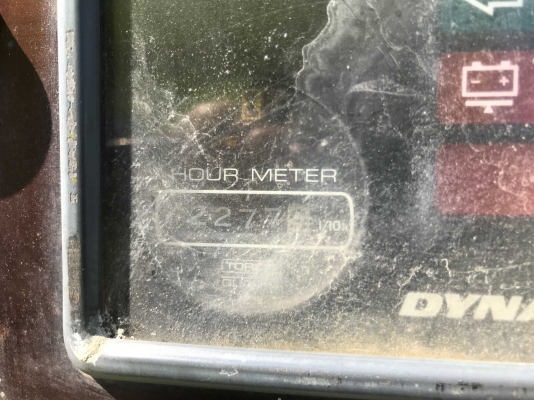 HOUR METER
2277 1/10
DYNA